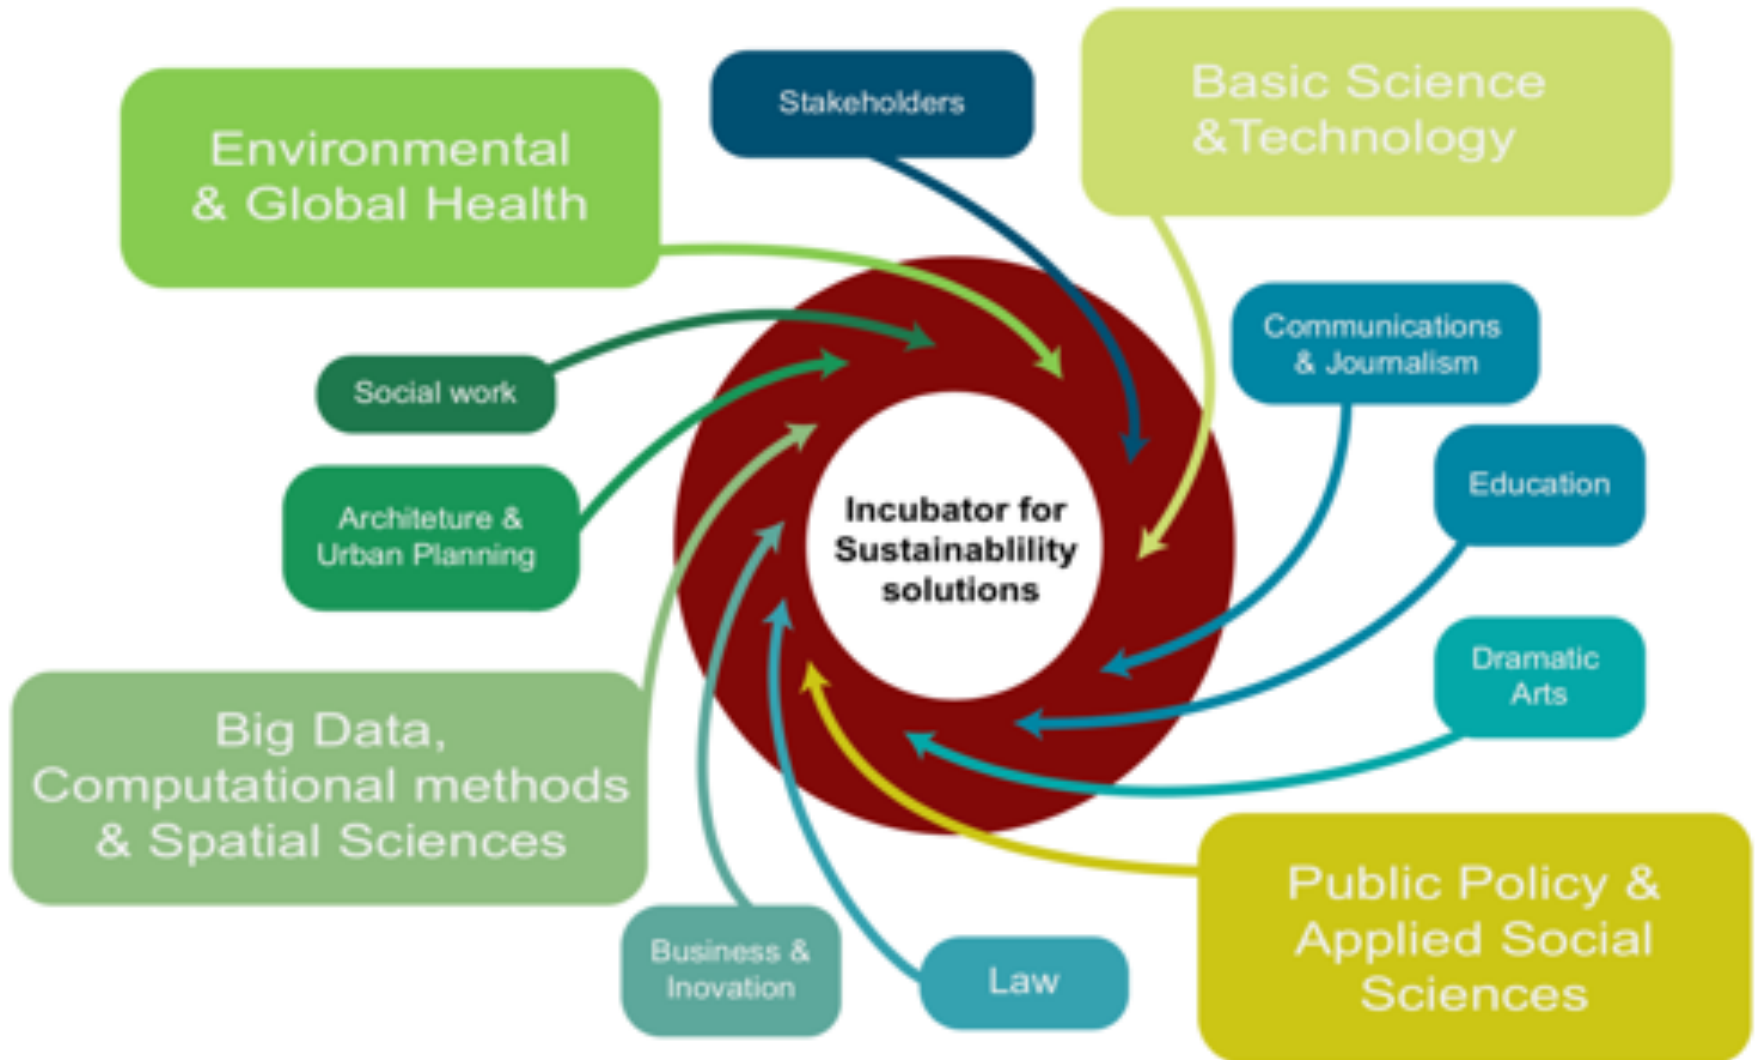 Stakeholders
Basic Science
&Technology
Environmental
& Global Health
Communications
& Journalism
Social work
Education
Architeture &
Urban Planning
Incubator for
Sustainablility
solutions
Dramatic
Arts
Big Data,
Computational methods
& Spatial Sciences
Public Policy &
Applied Social
Sciences
Business &
Inovation
Law